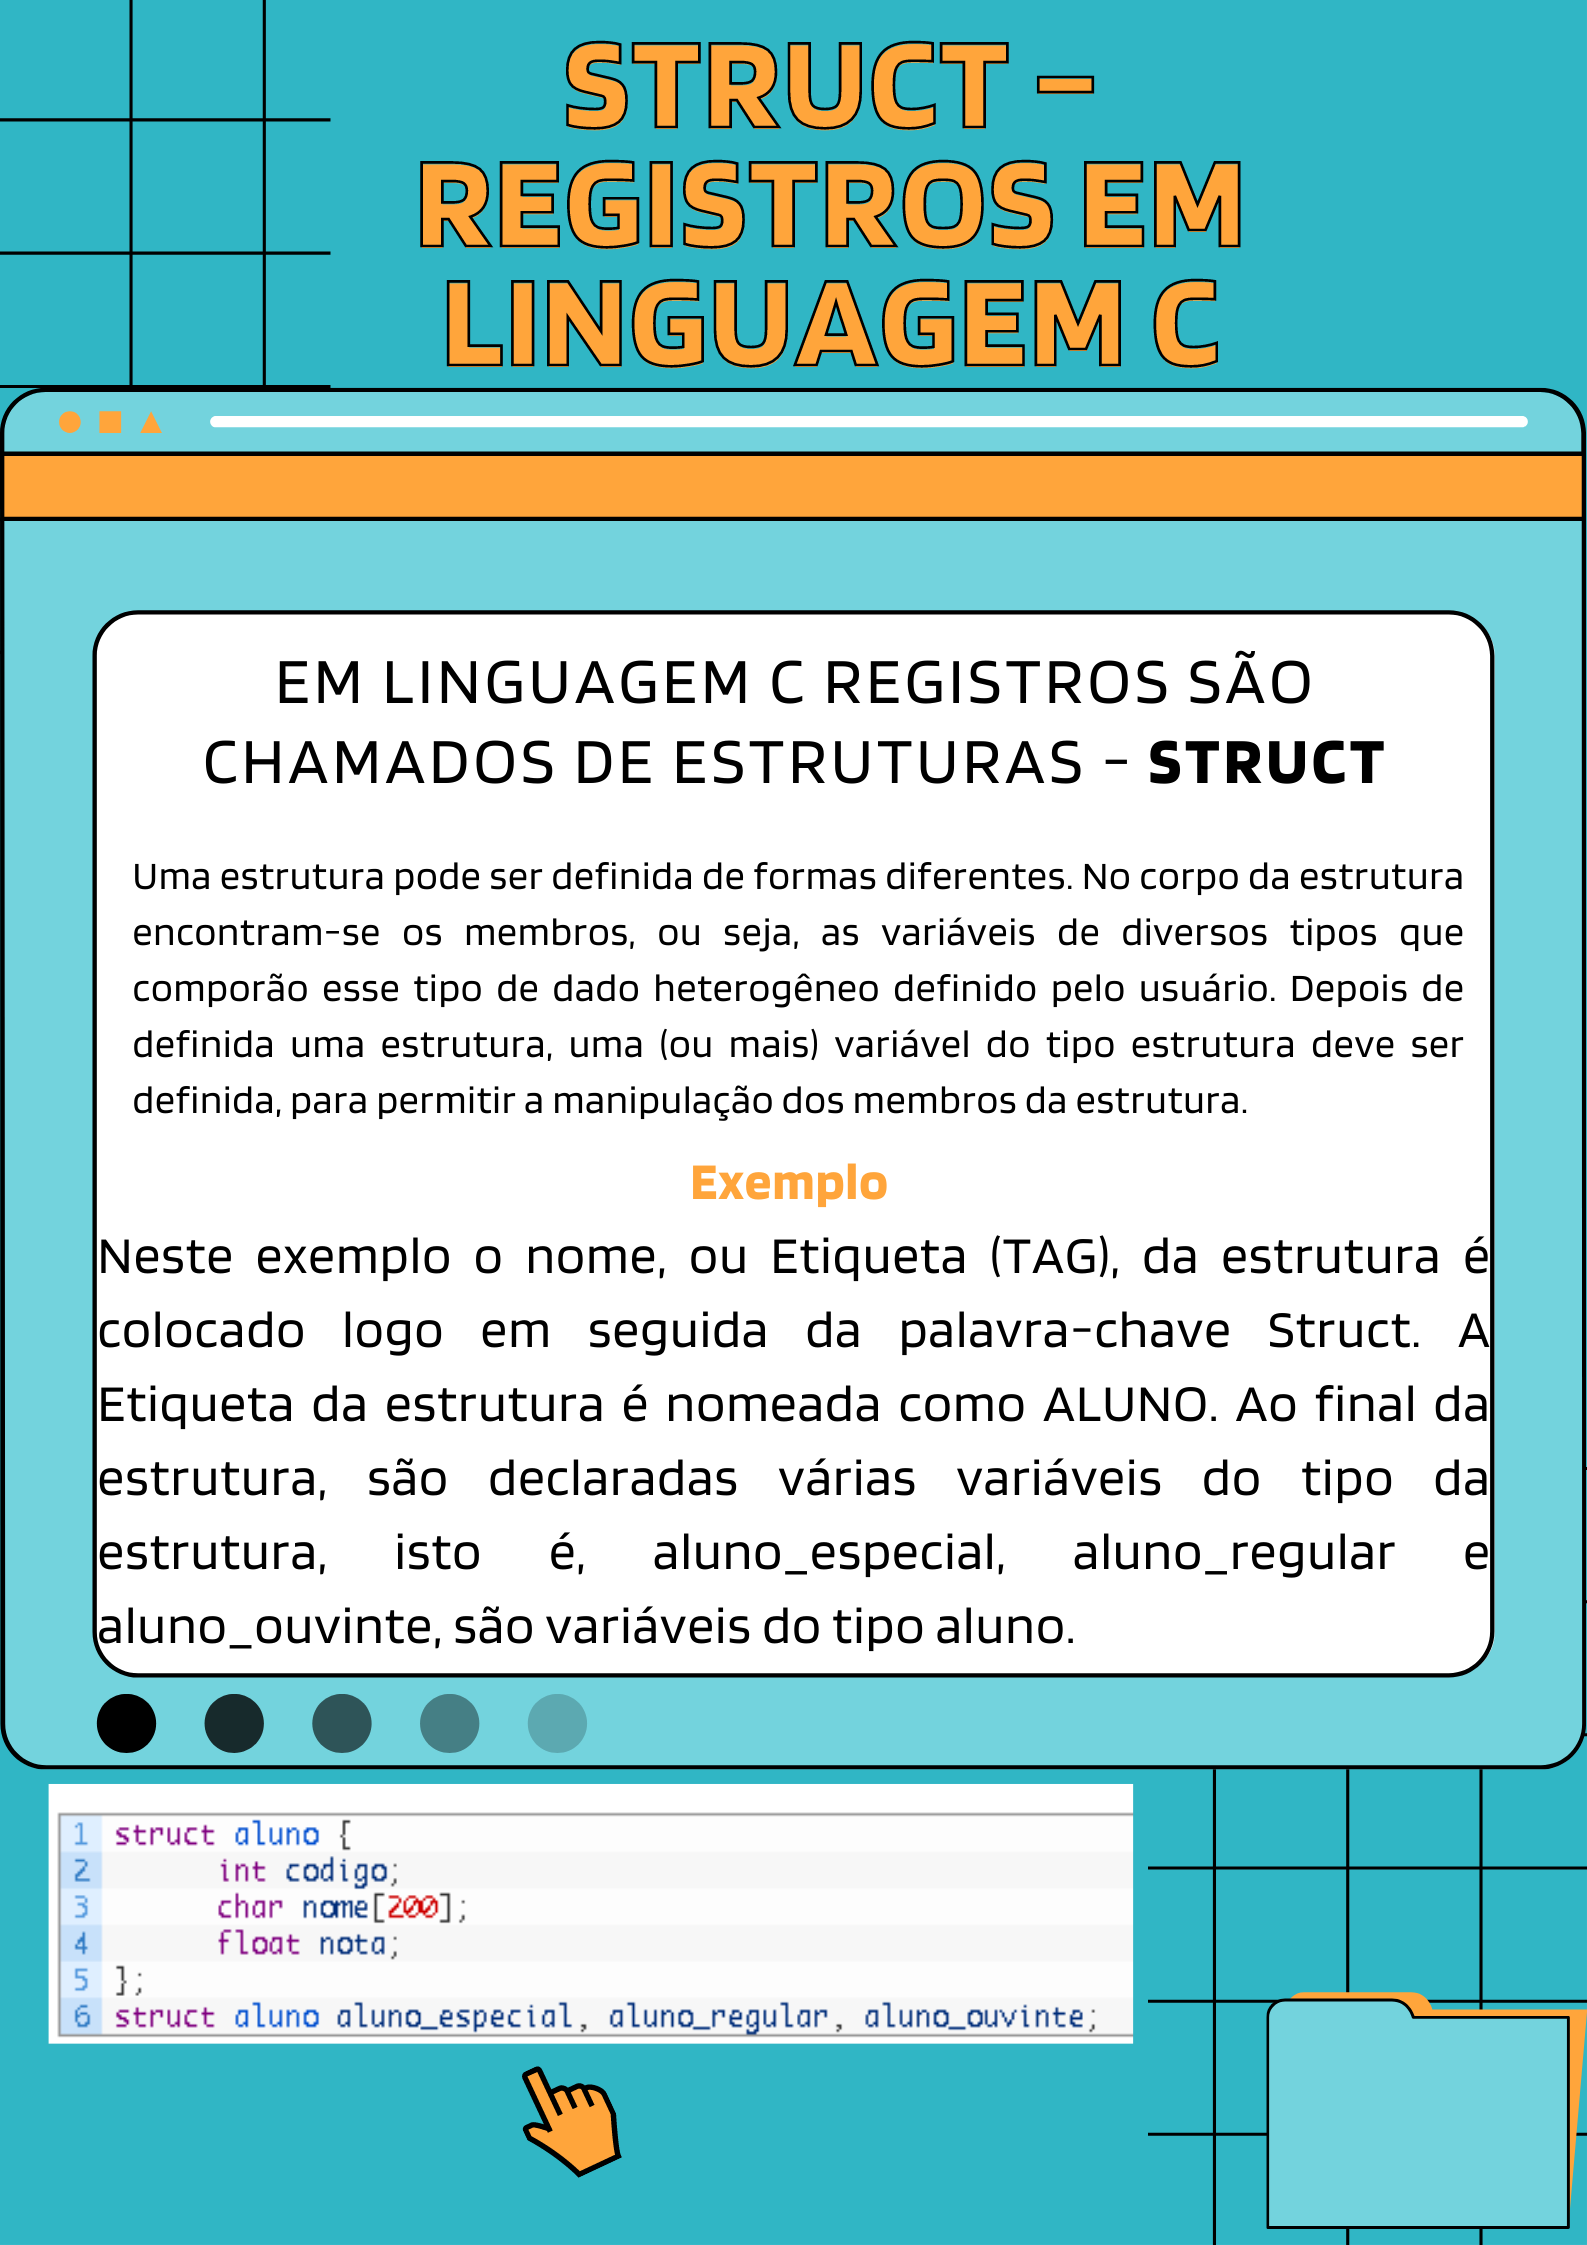 STRUCT –
REGISTROS EM
LINGUAGEM C
EM LINGUAGEM C REGISTROS SÃO
CHAMADOS DE ESTRUTURAS - STRUCT
Uma estrutura pode ser definida de formas diferentes. No corpo da estrutura
encontram-se os membros, ou seja, as variáveis de diversos tipos que
comporão esse tipo de dado heterogêneo definido pelo usuário. Depois de
definida uma estrutura, uma (ou mais) variável do tipo estrutura deve ser
definida, para permitir a manipulação dos membros da estrutura.
Exemplo
Neste exemplo o nome, ou Etiqueta (TAG), da estrutura é
colocado logo em seguida da palavra-chave Struct. A
Etiqueta da estrutura é nomeada como ALUNO. Ao final da
estrutura, são declaradas várias variáveis do tipo da
estrutura, isto é, aluno_especial, aluno_regular e
aluno_ouvinte, são variáveis do tipo aluno.
1 struct aluno {
2 int codigo;
3 char nome[200];
4 float nota;
5 };
6 struct aluno aluno_especial, aluno_regular, aluno_ouvinte;